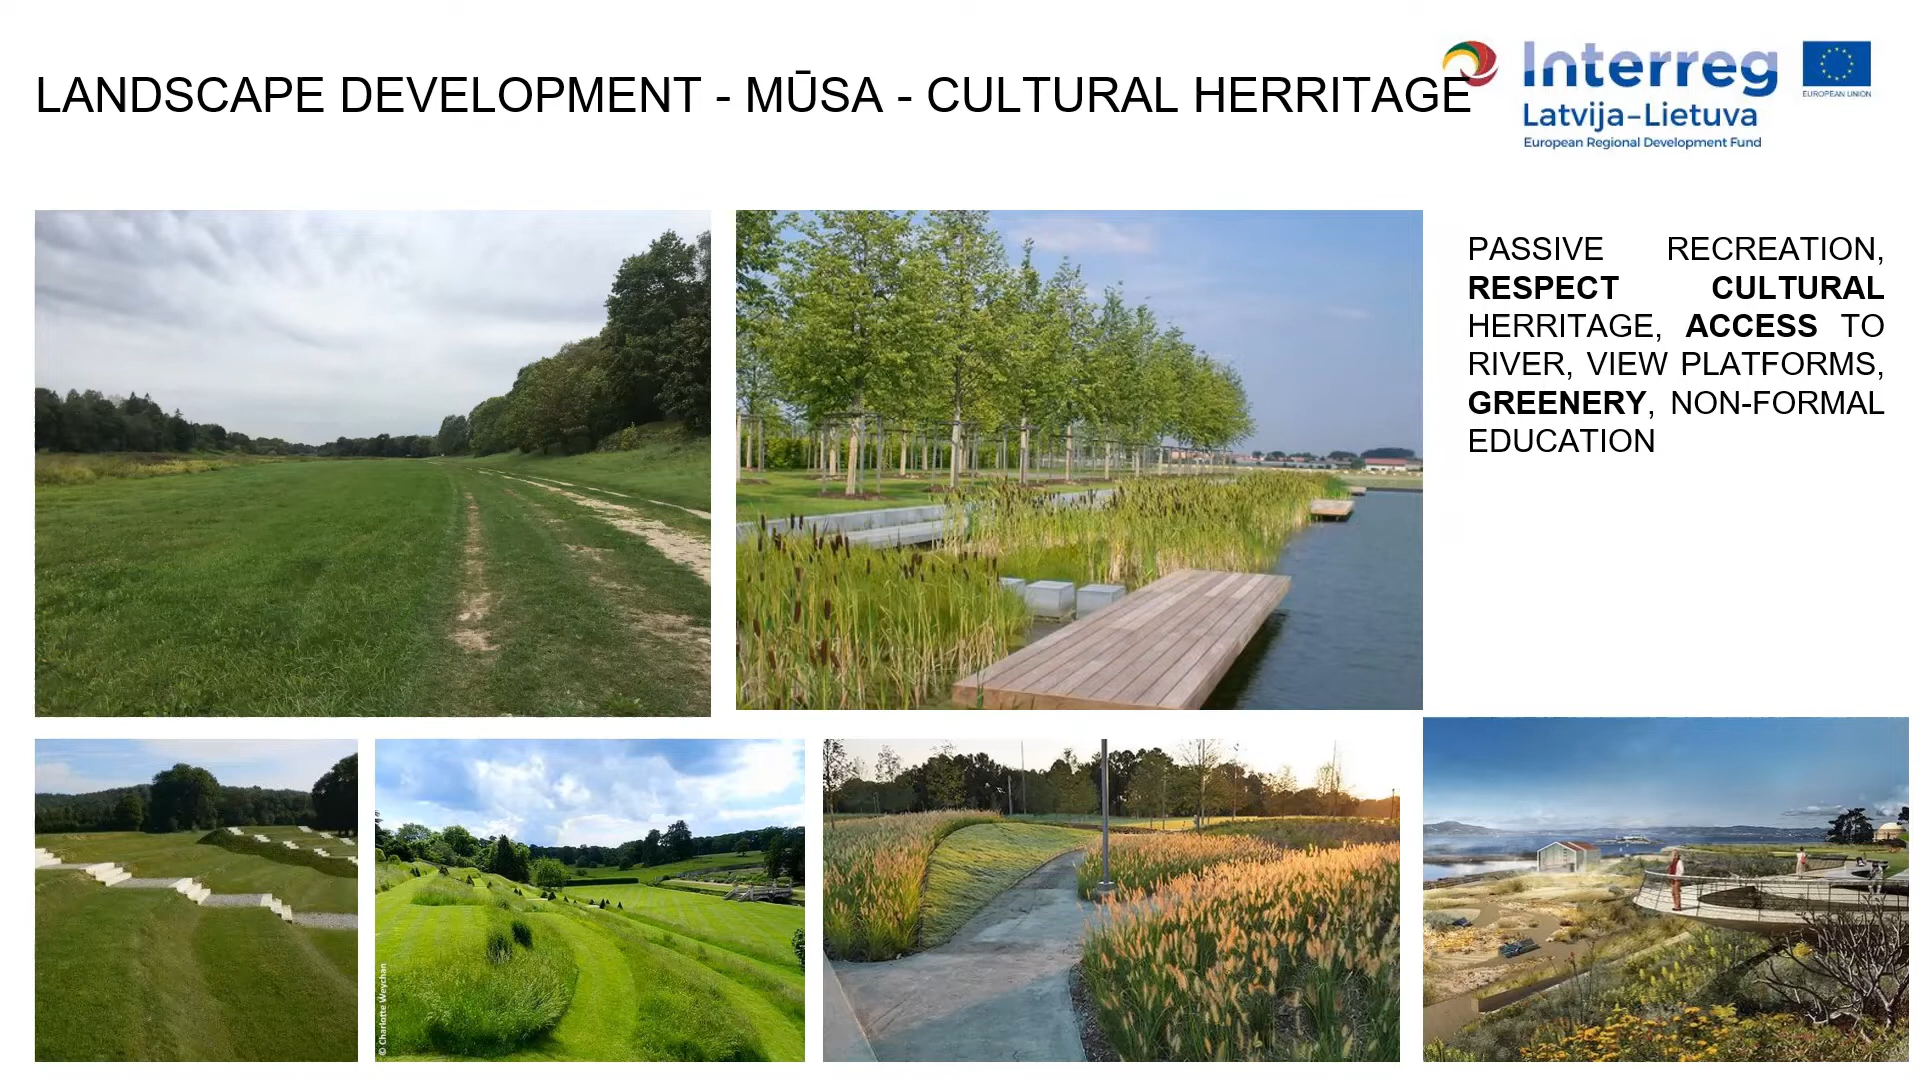 LANDSCAPE DEVELOPMENT - MŪSA - CULTURAL HERRITAGE
Interreg
Latvija-Lietuva
European Regional Development Fund
EUROPEAN UNION
PASSIVE RECREATION,
RESPECT CULTURAL
HERRITAGE, ACCESS TO
RIVER, VIEW PLATFORMS,
GREENERY, NON-FORMAL
EDUCATION
© Charlotte Weychan